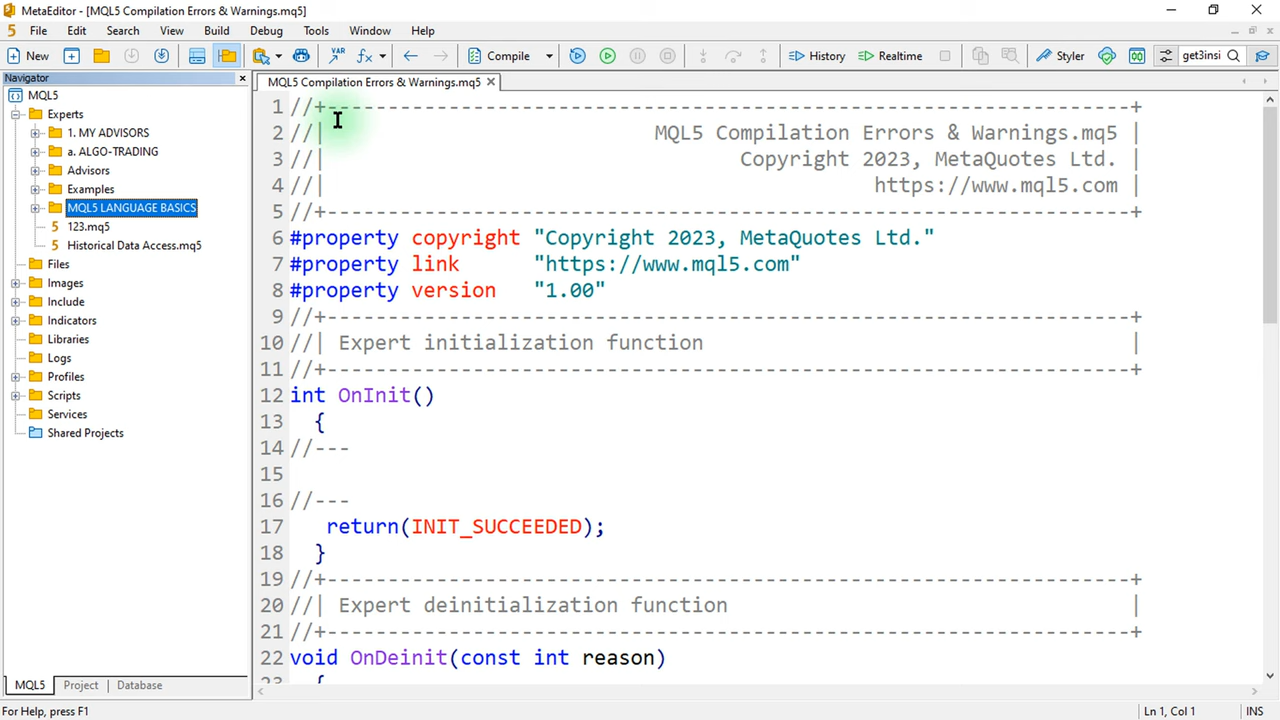 MetaEditor - [MQL5 Compilation Errors & Warnings.mq5]
5 File Edit Search View Build Debug Tools Window Help
New VAR fx Compile History Realtime Styler get3insi
Navigator
MQL5 Compilation Errors & Warnings.mq5
MQL5
Experts
1. MY ADVISORS
a. ALGO-TRADING
Advisors
Examples
MQL5 LANGUAGE BASICS
123.mq5
Historical Data Access.mq5
Files
Images
Include
Indicators
Libraries
Logs
Profiles
Scripts
Services
Shared Projects
MQL5 Project Database
1 //+------------------------------------------------------------------+
2 //| MQL5 Compilation Errors & Warnings.mq5 |
3 //| Copyright 2023, MetaQuotes Ltd. |
4 //| https://www.mql5.com |
5 //+------------------------------------------------------------------+
6 #property copyright "Copyright 2023, MetaQuotes Ltd."
7 #property link "https://www.mql5.com"
8 #property version "1.00"
9 //+------------------------------------------------------------------+
10 //| Expert initialization function |
11 //+------------------------------------------------------------------+
12 int OnInit()
13 {
14 //---
15
16 //---
17 return(INIT_SUCCEEDED);
18 }
19 //+------------------------------------------------------------------+
20 //| Expert deinitialization function |
21 //+------------------------------------------------------------------+
22 void OnDeinit(const int reason)
23 {
For Help, press F1 Ln 1, Col 1 INS